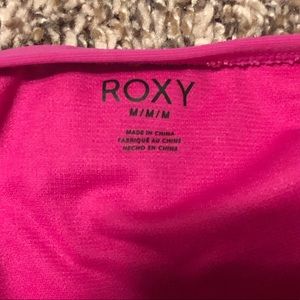 ROXY
M/M/M
MADE IN CHINA
FABRIQUÉ AU CHINE
HECHO EN CHINA